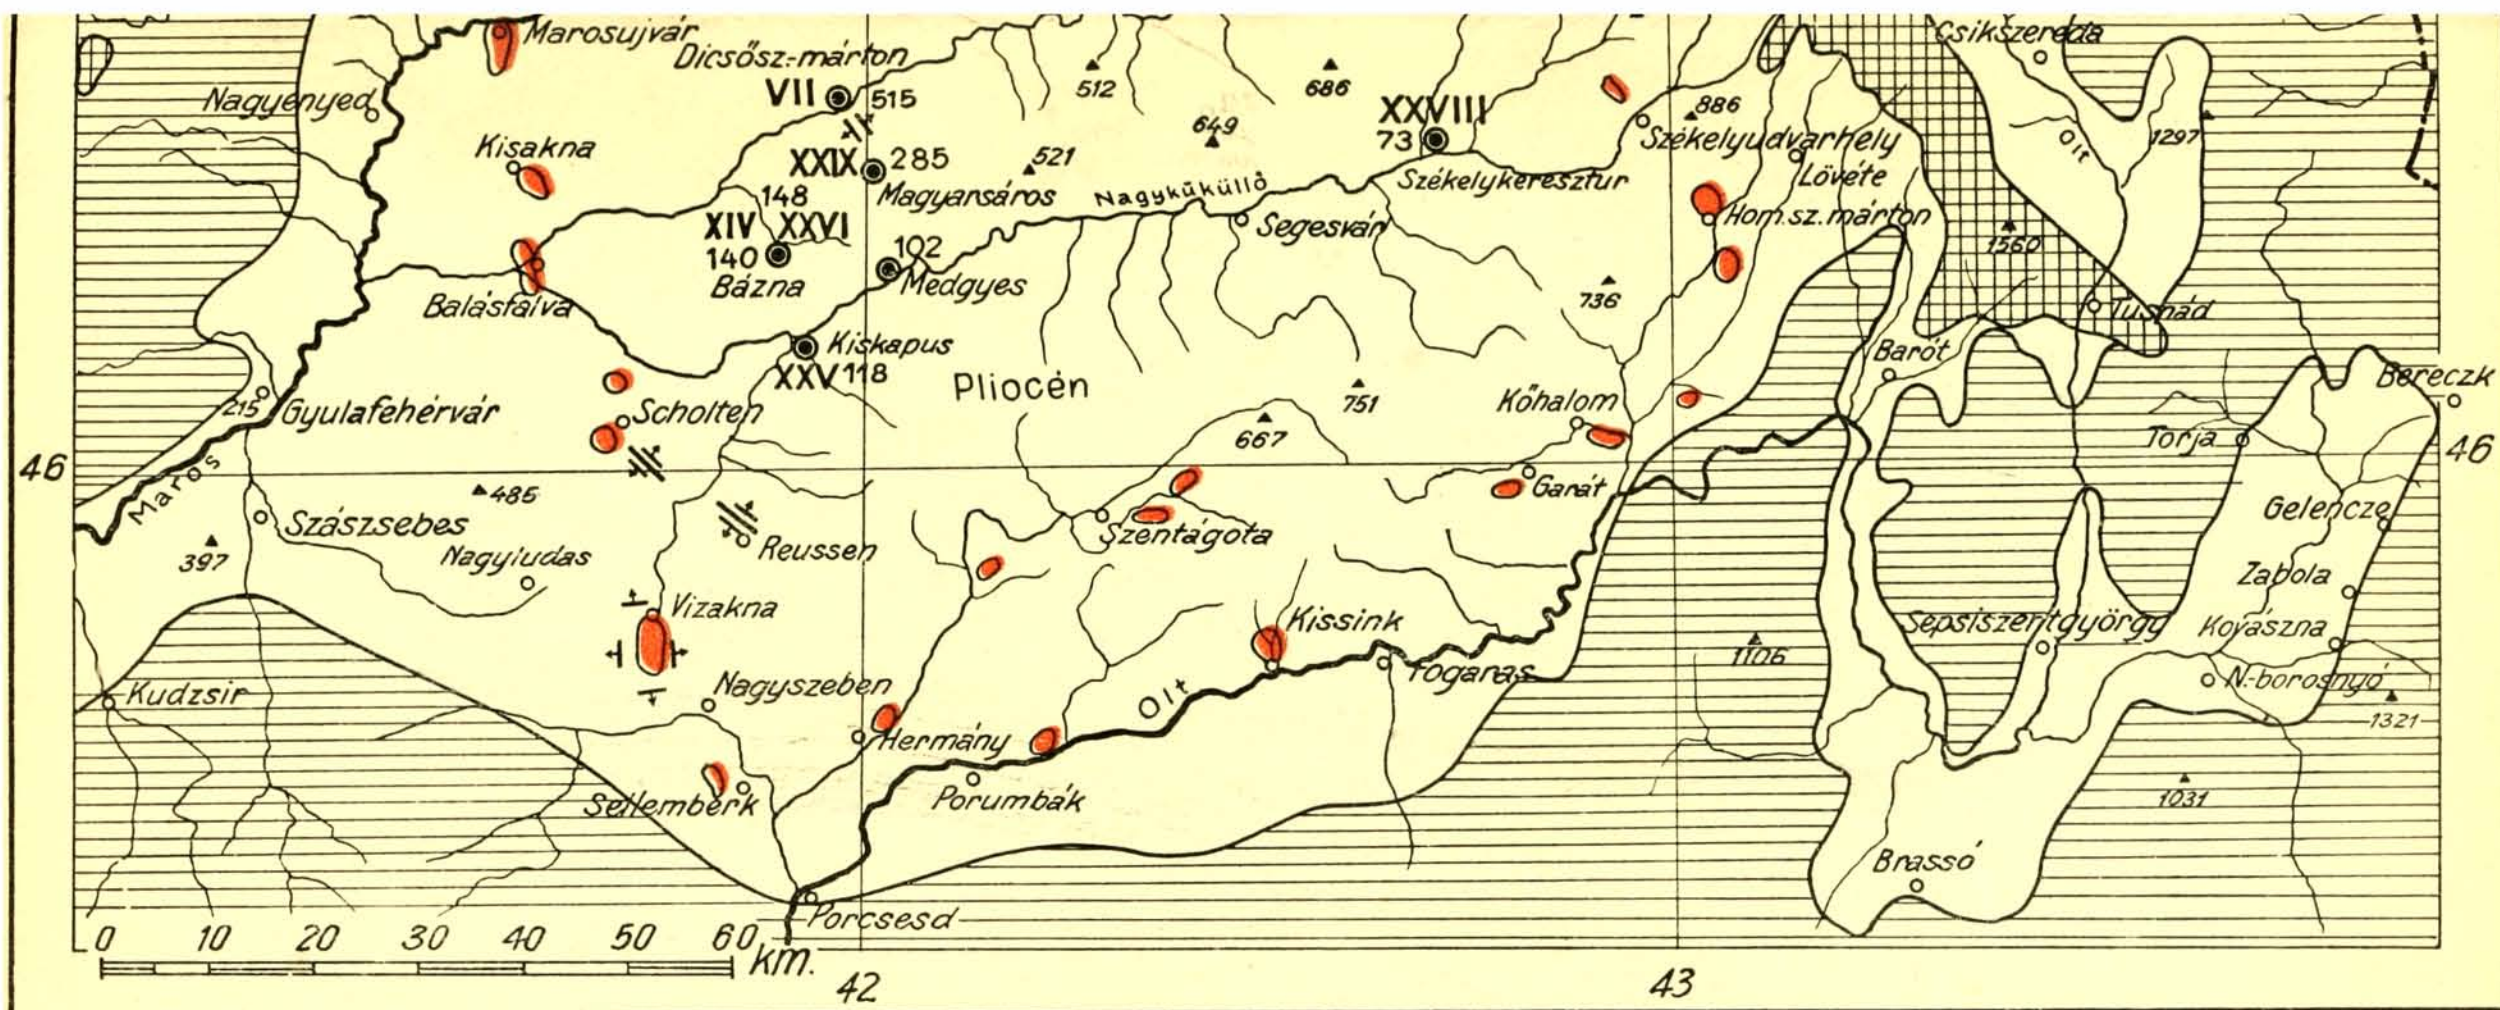 Marosujvár
Csikszereda
Dicsősz.-márton
VII 515
512
686
XXVIII
73
886
Nagyenyed
649
Székelyudvarhely
Olt
1297
Kisakna
XXIX 285
521
Lövéte
Székelykeresztur
148
Magyarsáros
Nagykűküllő
Hom.sz.márton
XIV XXVI
Segesvár
1560
140
102
Bázna
Medgyes
736
Balásfalva
Tusnád
Kiskapus
Barót
XXV 118
Pliocén
751
Bereczk
215
Gyulafehérvár
Scholten
Kőhalom
667
Torja
46
46
Maros
485
Garát
Szászsebes
Gelencze
397
Nagyludas
Reussen
Szentágota
Zabola
Vizakna
Kissink
Sepsiszentgyörgy
Kovászna
1106
Kudzsir
Nagyszeben
Fogaras
N.-borosnyó
Olt
1321
Hermány
Sellemberk
Porumbák
1031
Brassó
Porcsesd
0 10 20 30 40 50 60 km.
42
43